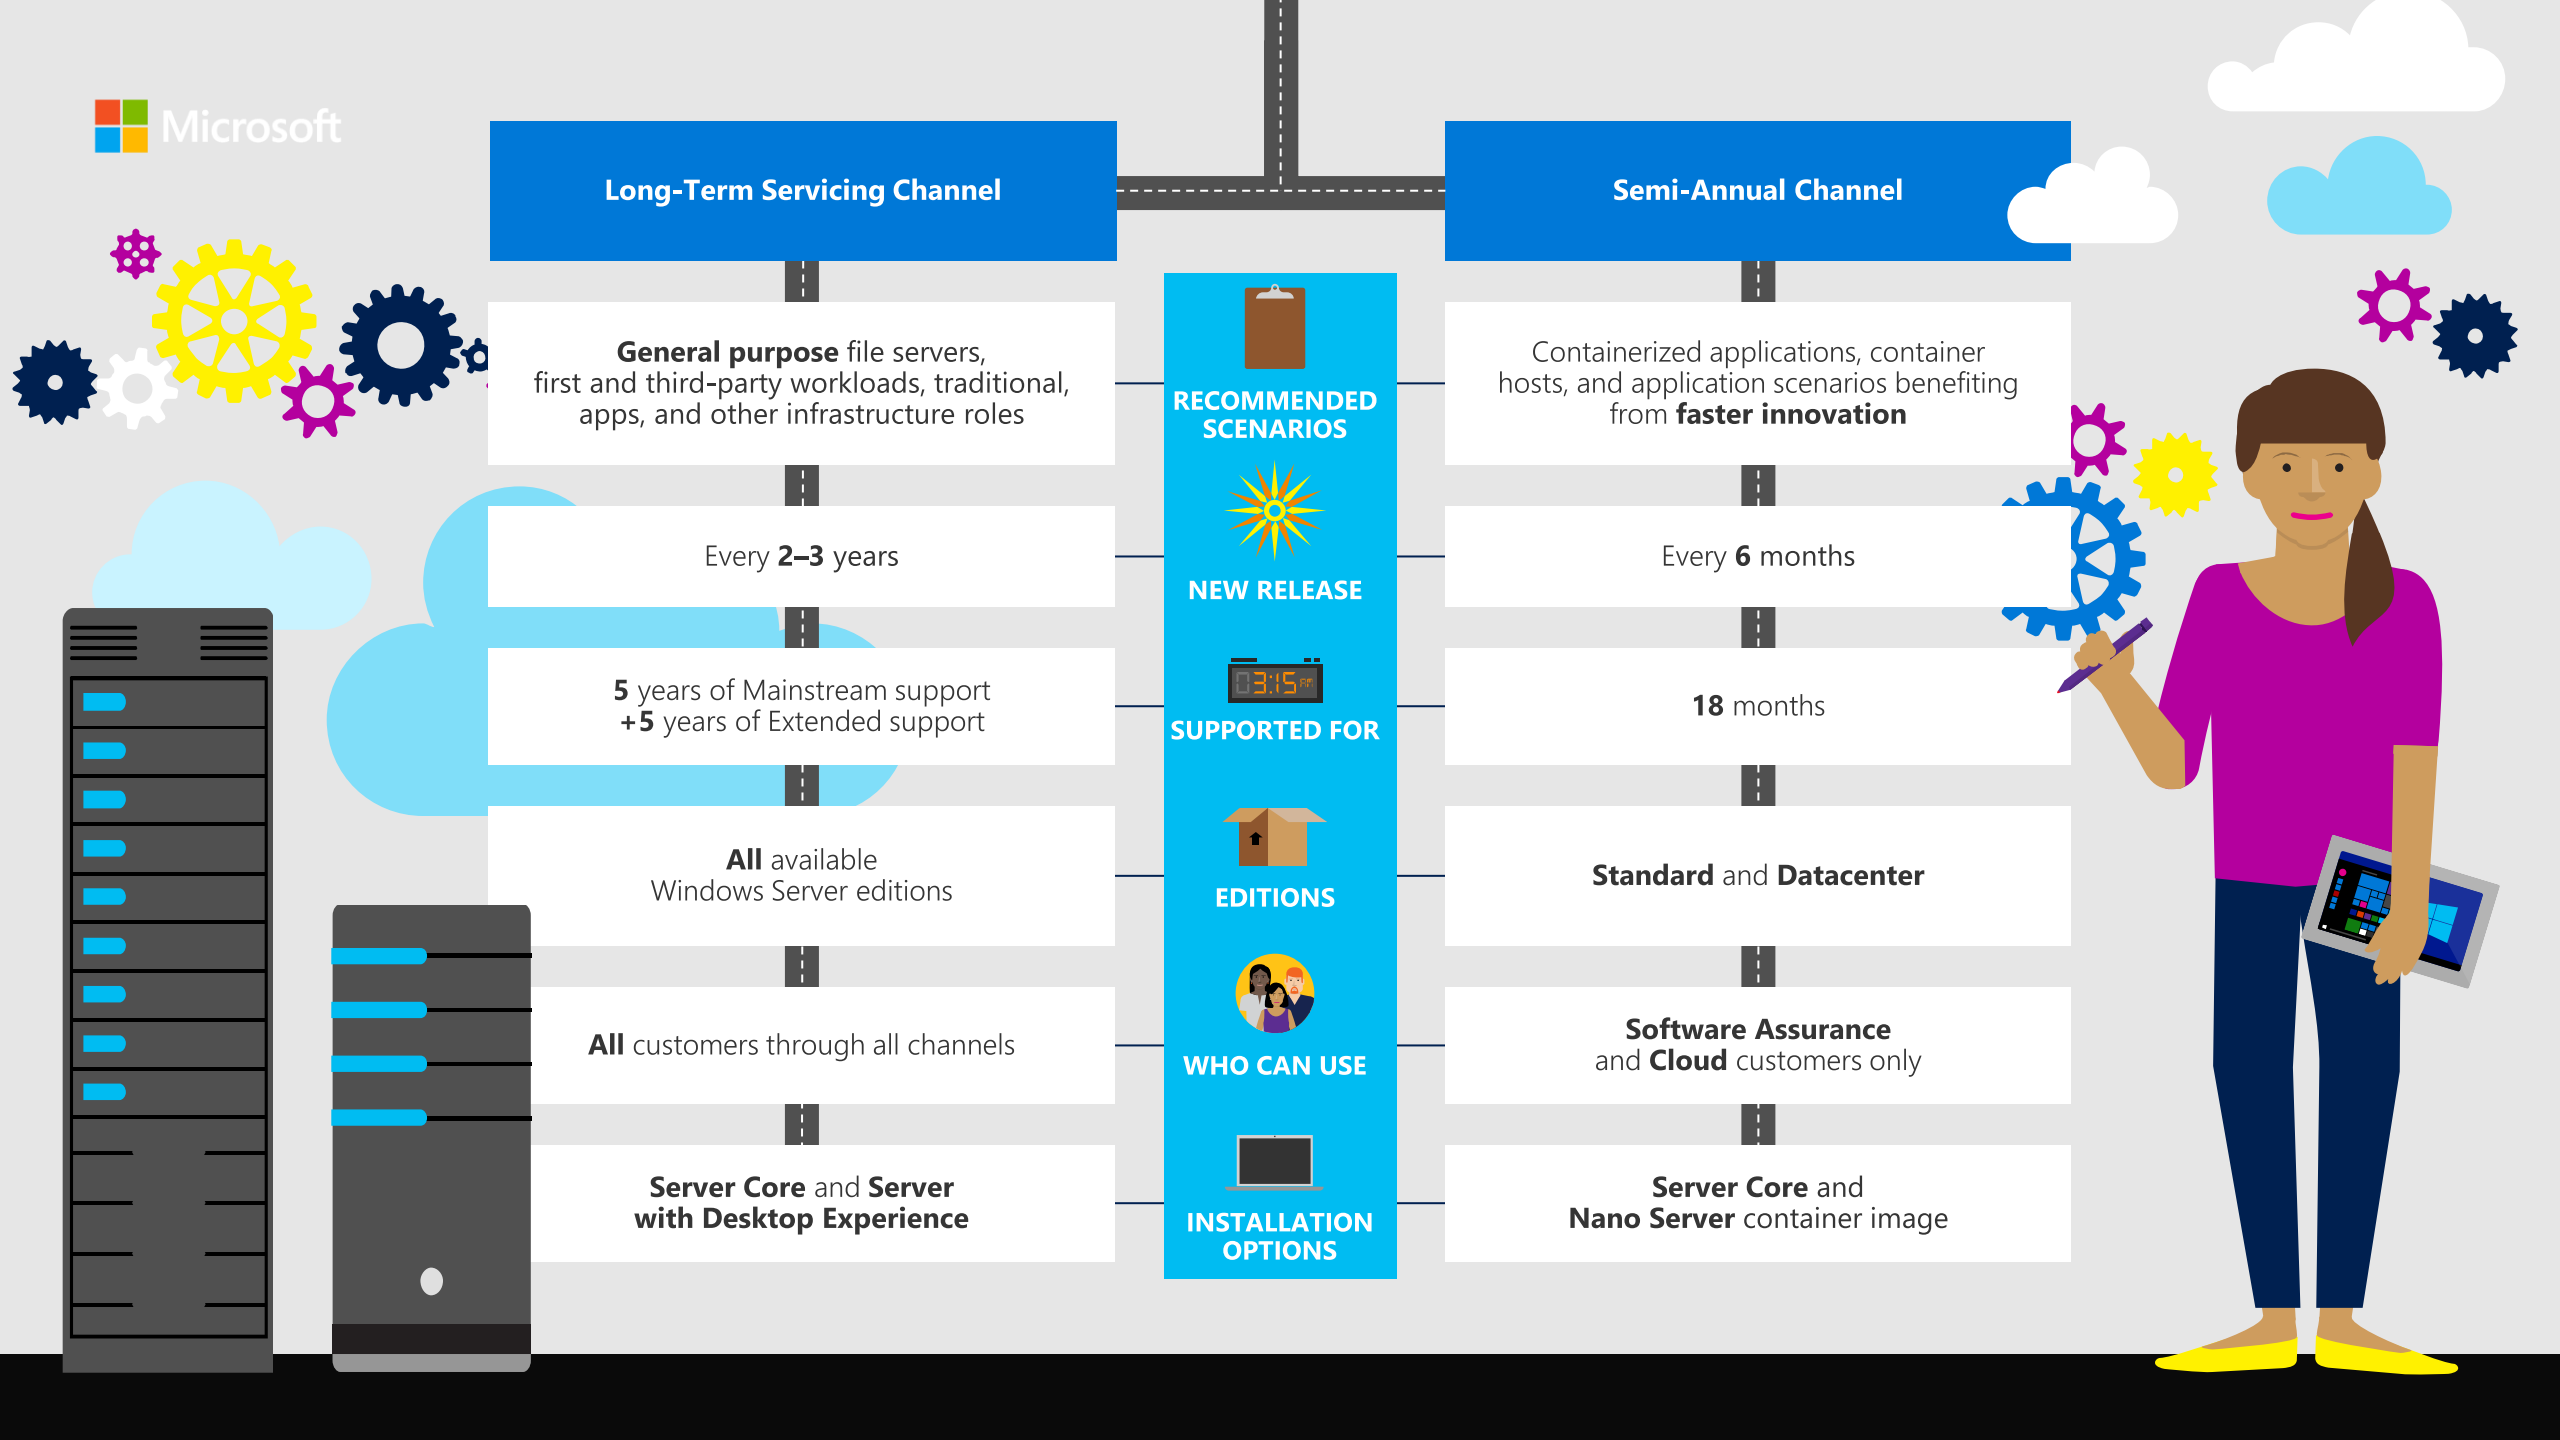 Microsoft
Long-Term Servicing Channel
Semi-Annual Channel
General purpose file servers,
first and third-party workloads, traditional,
apps, and other infrastructure roles
RECOMMENDED
SCENARIOS
Containerized applications, container
hosts, and application scenarios benefiting
from faster innovation
Every 2–3 years
NEW RELEASE
Every 6 months
5 years of Mainstream support
+5 years of Extended support
3:15 AM
SUPPORTED FOR
18 months
All available
Windows Server editions
EDITIONS
Standard and Datacenter
All customers through all channels
WHO CAN USE
Software Assurance
and Cloud customers only
Server Core and Server
with Desktop Experience
INSTALLATION
OPTIONS
Server Core and
Nano Server container image